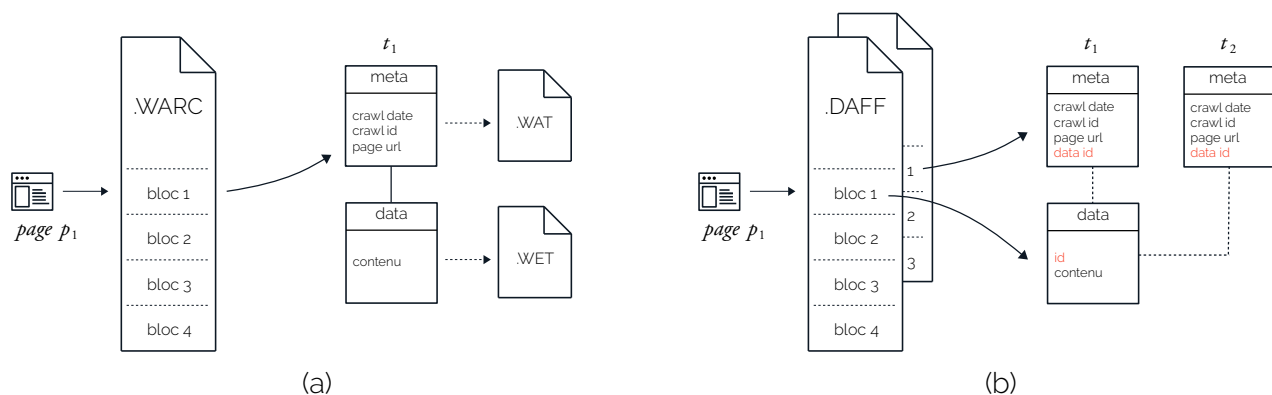 .WARC
bloc 1
bloc 2
bloc 3
bloc 4
page p1
t1
meta
crawl date
crawl id
page url
data
contenu
.WAT
.WET
(a)
.DAFF
bloc 1
bloc 2
bloc 3
bloc 4
1
2
3
page p1
t1
meta
crawl date
crawl id
page url
data id
t2
meta
crawl date
crawl id
page url
data id
data
id
contenu
(b)